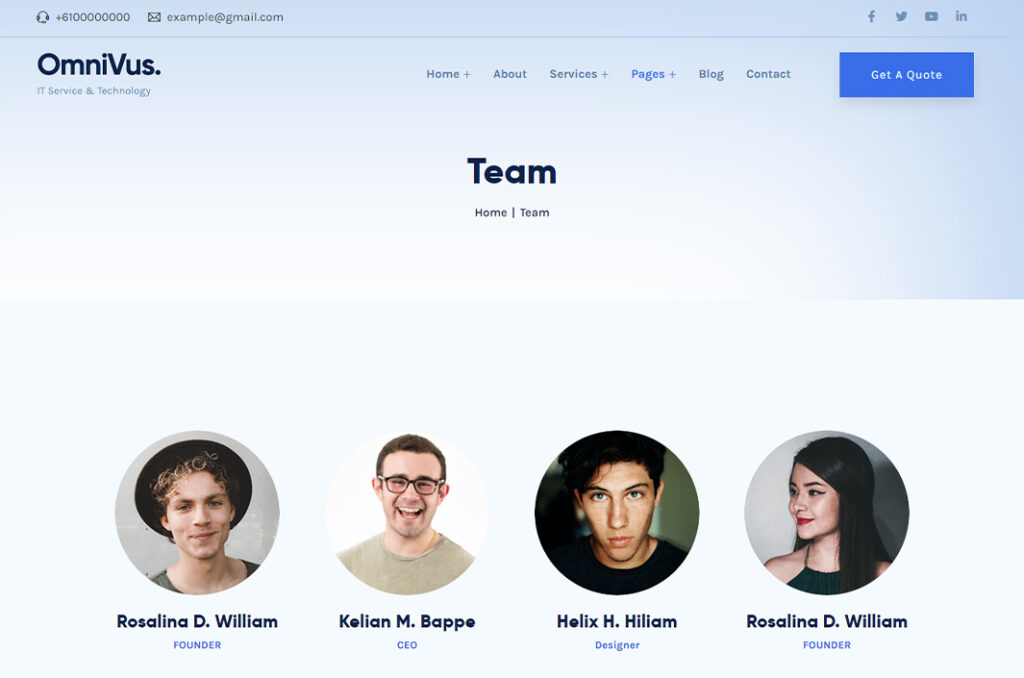 +6100000000 example@gmail.com
OmniVus.
IT Service & Technology
Home + About Services + Pages + Blog Contact Get A Quote
Team
Home | Team
Rosalina D. William Kelian M. Bappe Helix H. Hiliam Rosalina D. William
FOUNDER CEO Designer FOUNDER